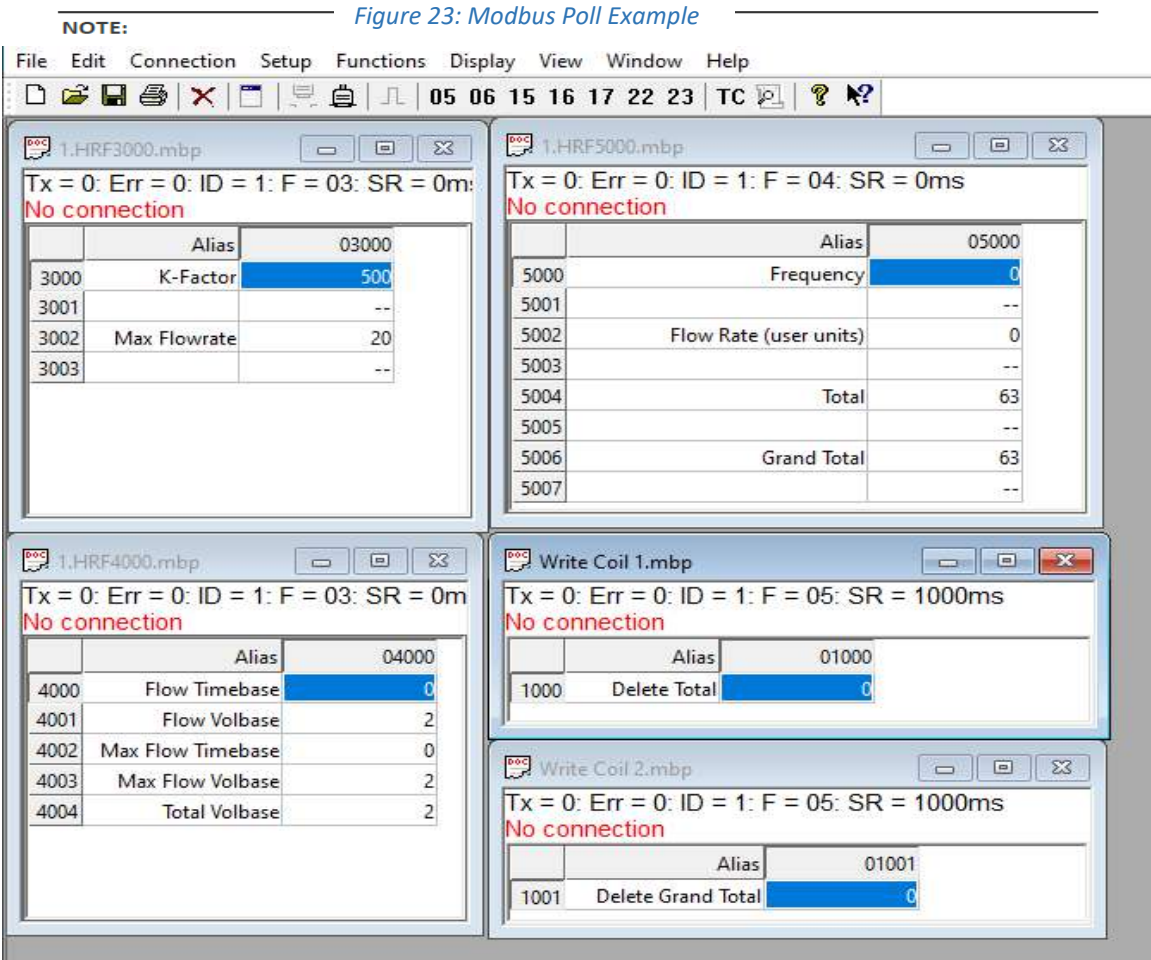 Figure 23: Modbus Poll Example
NOTE:
File Edit Connection Setup Functions Display View Window Help
05 06 15 16 17 22 23 TC
1.HRF3000.mbp
Tx = 0: Err = 0: ID = 1: F = 03: SR = 0m
No connection
Alias 03000
3000 K-Factor 500
3001 --
3002 Max Flowrate 20
3003 --
1.HRF5000.mbp
Tx = 0: Err = 0: ID = 1: F = 04: SR = 0ms
No connection
Alias 05000
5000 Frequency 0
5001 --
5002 Flow Rate (user units) 0
5003 --
5004 Total 63
5005 --
5006 Grand Total 63
5007 --
1.HRF4000.mbp
Tx = 0: Err = 0: ID = 1: F = 03: SR = 0m
No connection
Alias 04000
4000 Flow Timebase 0
4001 Flow Volbase 2
4002 Max Flow Timebase 0
4003 Max Flow Volbase 2
4004 Total Volbase 2
Write Coil 1.mbp
Tx = 0: Err = 0: ID = 1: F = 05: SR = 1000ms
No connection
Alias 01000
1000 Delete Total 0
Write Coil 2.mbp
Tx = 0: Err = 0: ID = 1: F = 05: SR = 1000ms
No connection
Alias 01001
1001 Delete Grand Total 0